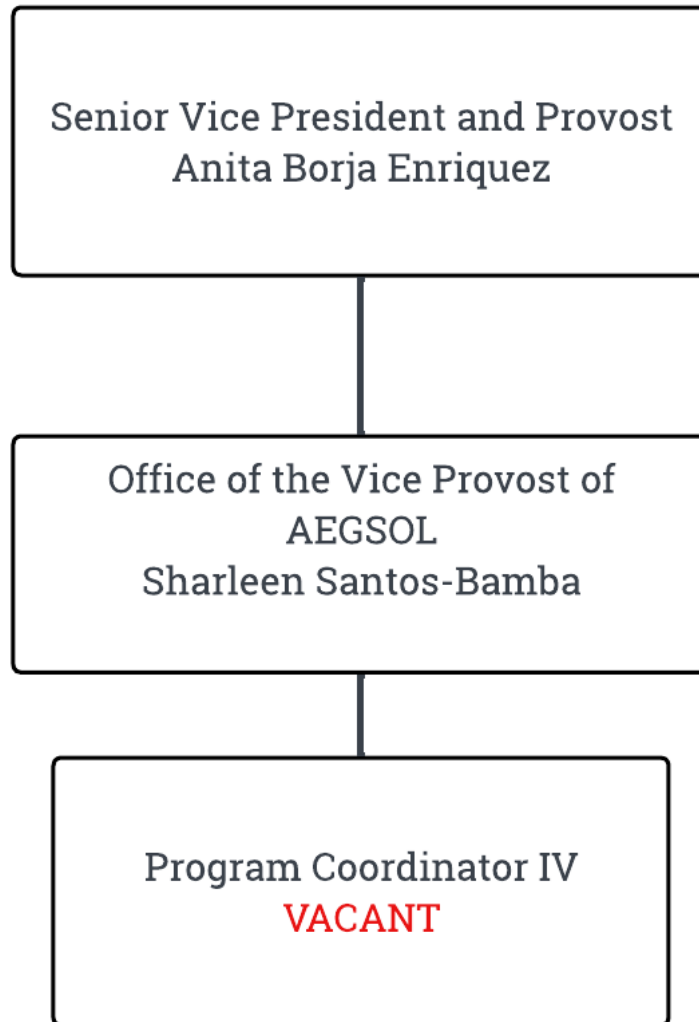 Senior Vice President and Provost
Anita Borja Enriquez
Office of the Vice Provost of
AEGSOL
Sharleen Santos-Bamba
Program Coordinator IV
VACANT